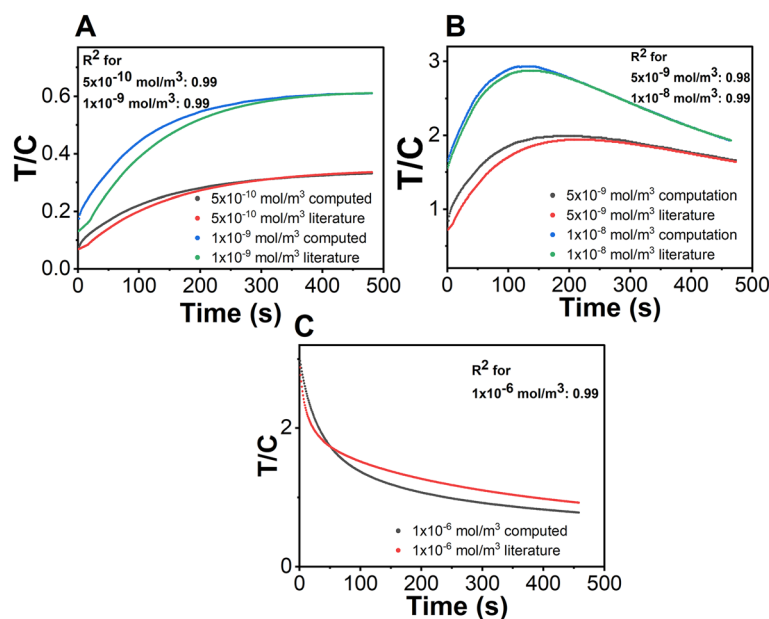 A
R² for
5x10⁻¹⁰ mol/m³: 0.99
1x10⁻⁹ mol/m³: 0.99
T/C
0.6
0.4
0.2
0.0
5x10⁻¹⁰ mol/m³ computed
5x10⁻¹⁰ mol/m³ literature
1x10⁻⁹ mol/m³ computed
1x10⁻⁹ mol/m³ literature
0 100 200 300 400 500
Time (s)
B
R² for
5x10⁻⁹ mol/m³: 0.98
1x10⁻⁸ mol/m³: 0.99
T/C
3
2
1
5x10⁻⁹ mol/m³ computation
5x10⁻⁹ mol/m³ literature
1x10⁻⁸ mol/m³ computation
1x10⁻⁸ mol/m³ literature
0 100 200 300 400 500
Time (s)
C
R² for
1x10⁻⁶ mol/m³: 0.99
T/C
2
0
1x10⁻⁶ mol/m³ computed
1x10⁻⁶ mol/m³ literature
0 100 200 300 400 500
Time (s)